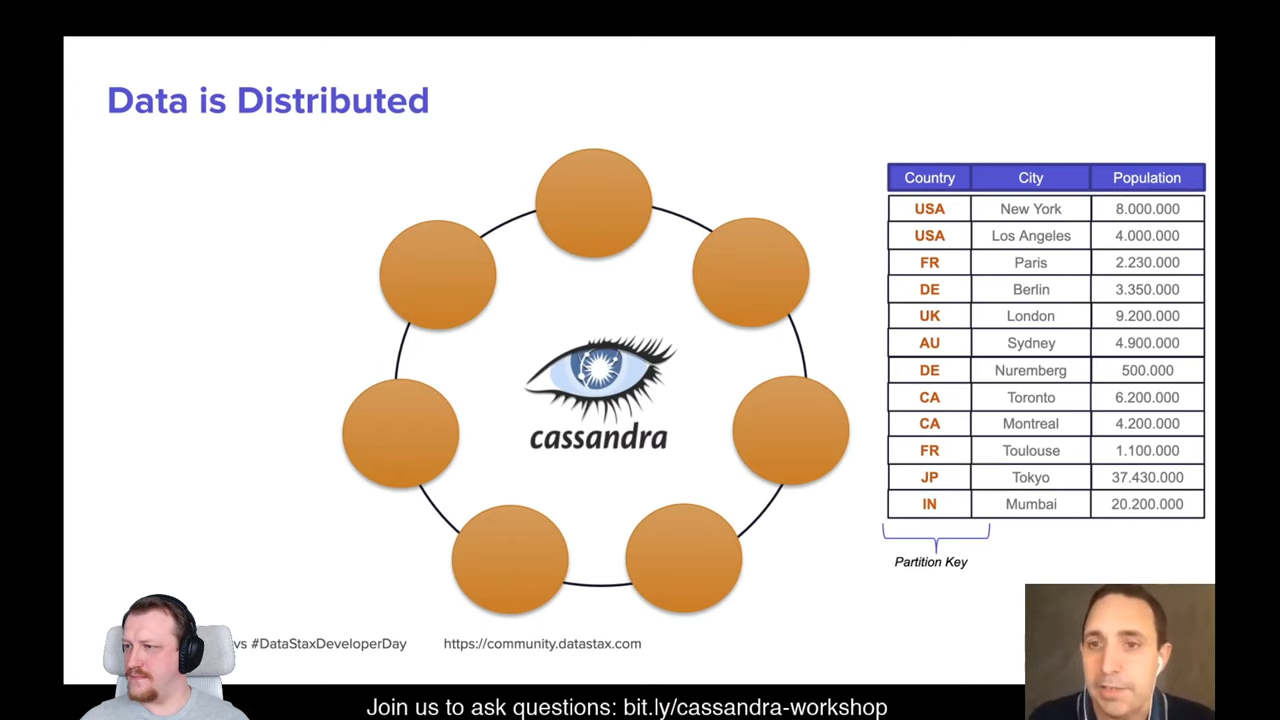 Data is Distributed
cassandra
Country City Population
USA New York 8.000.000
USA Los Angeles 4.000.000
FR Paris 2.230.000
DE Berlin 3.350.000
UK London 9.200.000
AU Sydney 4.900.000
DE Nuremberg 500.000
CA Toronto 6.200.000
CA Montreal 4.200.000
FR Toulouse 1.100.000
JP Tokyo 37.430.000
IN Mumbai 20.200.000
Partition Key
#DataStaxDeveloperDay https://community.datastax.com
Join us to ask questions: bit.ly/cassandra-workshop